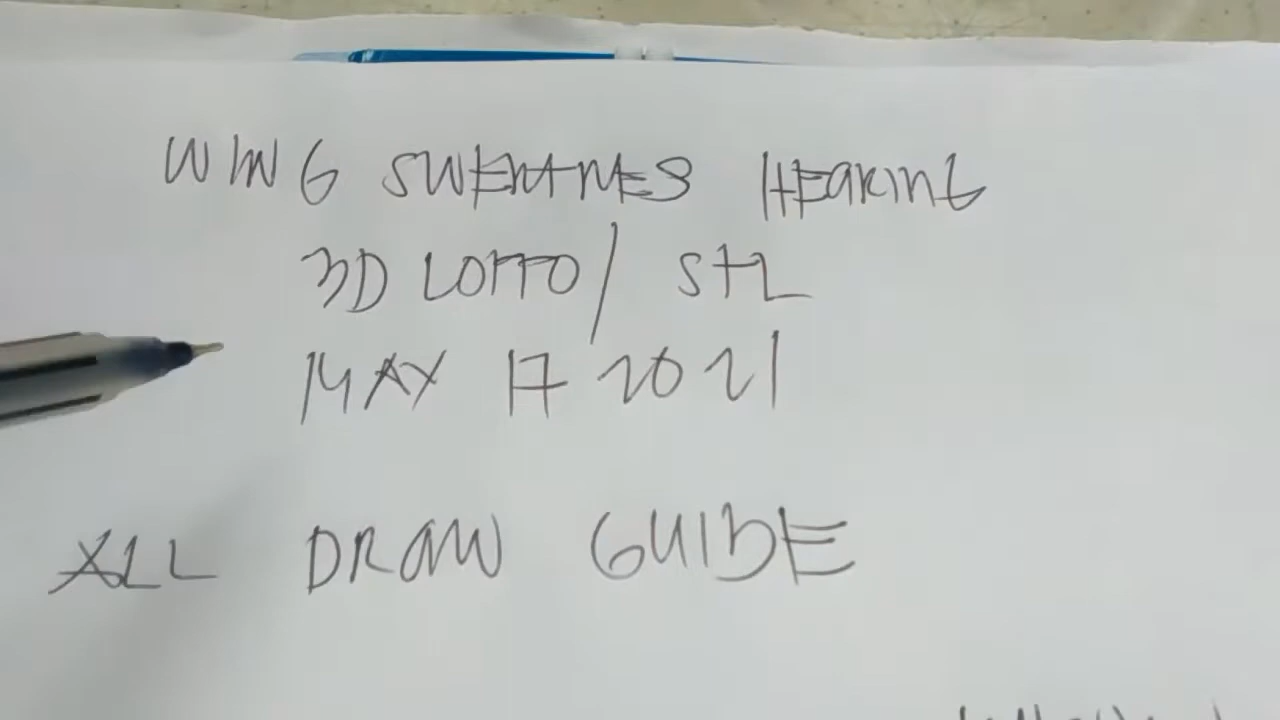 WING SWERTRES HEARING
3D LOTTO/ STL
MAY 17 2021
ALL DRAW GUIDE